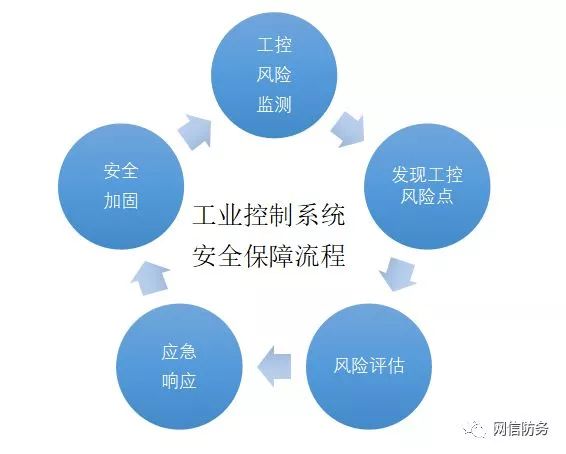 工控
风险
监测
发现工控
风险点
风险评估
应急
响应
安全
加固
工业控制系统
安全保障流程
网信防务